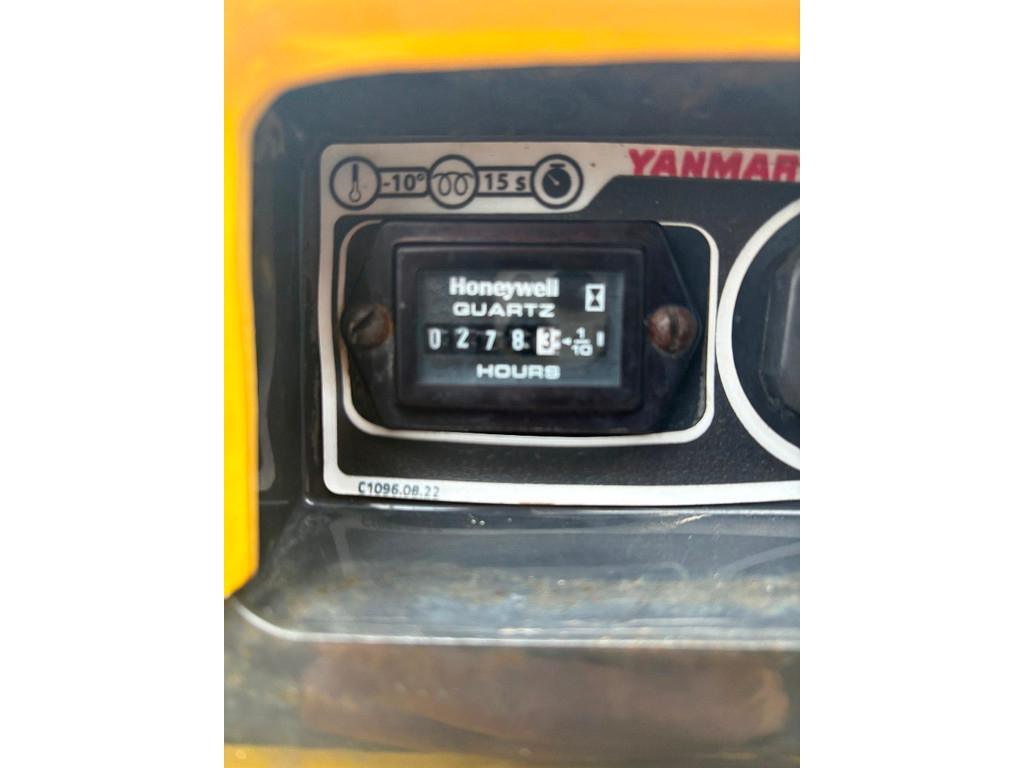 YANMAR
-10° 15 s
Honeywell
QUARTZ
0 2 7 8 3 ◂ 1/10
HOURS
C1096.08.22